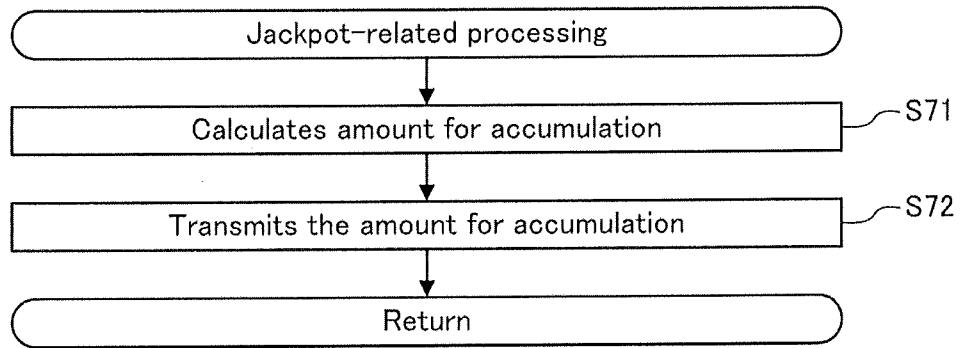 Jackpot-related processing
Calculates amount for accumulation
S71
Transmits the amount for accumulation
S72
Return